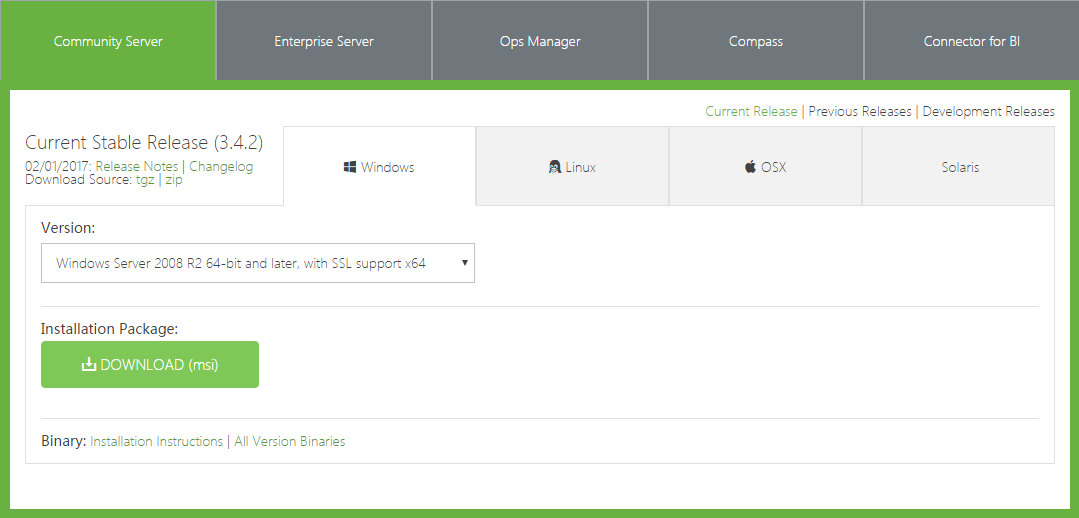 Community Server
Enterprise Server
Ops Manager
Compass
Connector for BI
Current Release | Previous Releases | Development Releases
Current Stable Release (3.4.2)
02/01/2017: Release Notes | Changelog
Download Source: tgz | zip
Windows
Linux
OSX
Solaris
Version:
Windows Server 2008 R2 64-bit and later, with SSL support x64
Installation Package:
DOWNLOAD (msi)
Binary: Installation Instructions | All Version Binaries